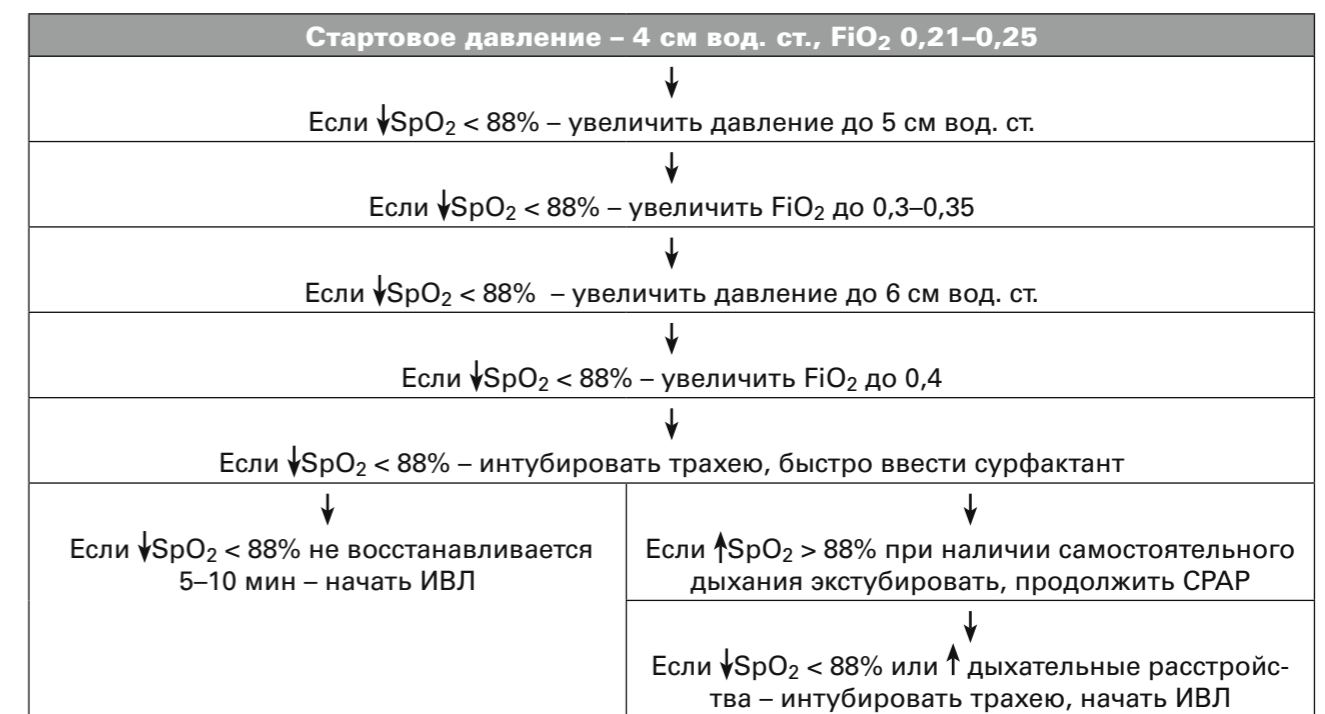 Стартовое давление – 4 см вод. ст., FiO₂ 0,21–0,25
↓
Если ↓SpO₂ < 88% – увеличить давление до 5 см вод. ст.
↓
Если ↓SpO₂ < 88% – увеличить FiO₂ до 0,3–0,35
↓
Если ↓SpO₂ < 88% – увеличить давление до 6 см вод. ст.
↓
Если ↓SpO₂ < 88% – увеличить FiO₂ до 0,4
↓
Если ↓SpO₂ < 88% – интубировать трахею, быстро ввести сурфактант
↓
Если ↓SpO₂ < 88% не восстанавливается
5–10 мин – начать ИВЛ
↓
Если ↑SpO₂ > 88% при наличии самостоятельного
дыхания экстубировать, продолжить CPAP
↓
Если ↓SpO₂ < 88% или ↑ дыхательные расстройс-
тва – интубировать трахею, начать ИВЛ